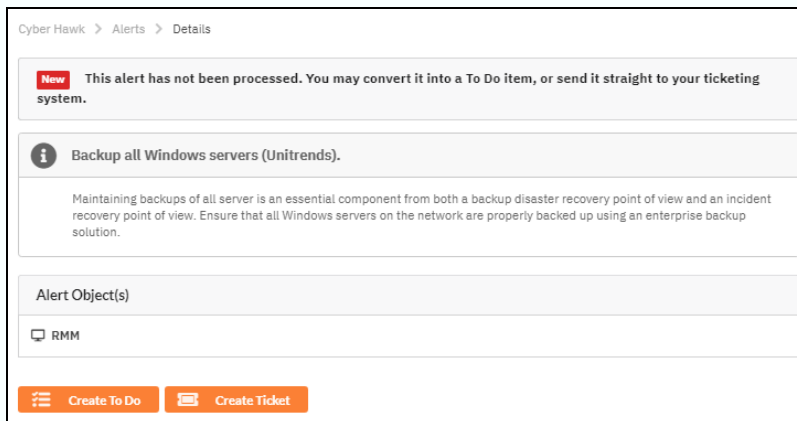 Cyber Hawk > Alerts > Details
New This alert has not been processed. You may convert it into a To Do item, or send it straight to your ticketing
system.
Backup all Windows servers (Unitrends).
Maintaining backups of all server is an essential component from both a backup disaster recovery point of view and an incident
recovery point of view. Ensure that all Windows servers on the network are properly backed up using an enterprise backup
solution.
Alert Object(s)
RMM
Create To Do Create Ticket